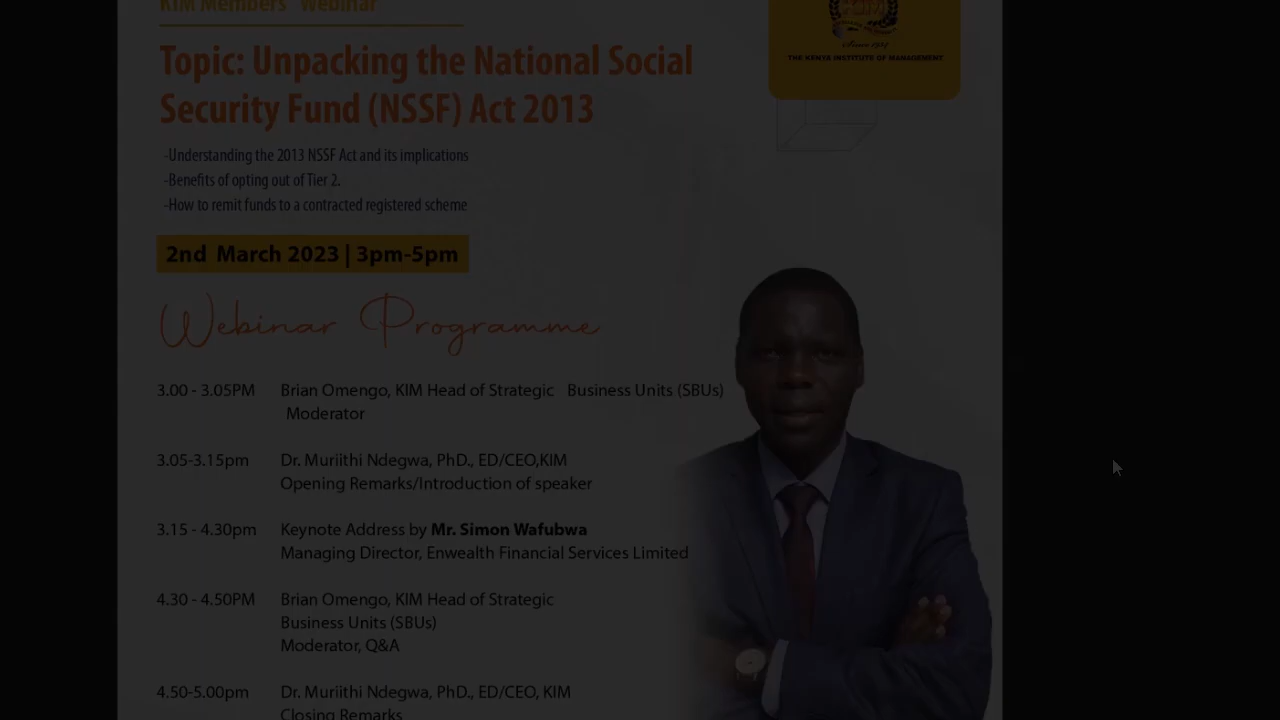 KIM Members' Webinar
Since 1954
THE KENYA INSTITUTE OF MANAGEMENT
Topic: Unpacking the National Social
Security Fund (NSSF) Act 2013
-Understanding the 2013 NSSF Act and its implications
-Benefits of opting out of Tier 2.
-How to remit funds to a contracted registered scheme
2nd March 2023 | 3pm-5pm
Webinar Programme
3.00 - 3.05PM Brian Omengo, KIM Head of Strategic Business Units (SBUs)
Moderator
3.05-3.15pm Dr. Muriithi Ndegwa, PhD., ED/CEO,KIM
Opening Remarks/Introduction of speaker
3.15 - 4.30pm Keynote Address by Mr. Simon Wafubwa
Managing Director, Enwealth Financial Services Limited
4.30 - 4.50PM Brian Omengo, KIM Head of Strategic
Business Units (SBUs)
Moderator, Q&A
4.50-5.00pm Dr. Muriithi Ndegwa, PhD., ED/CEO, KIM
Closing Remarks